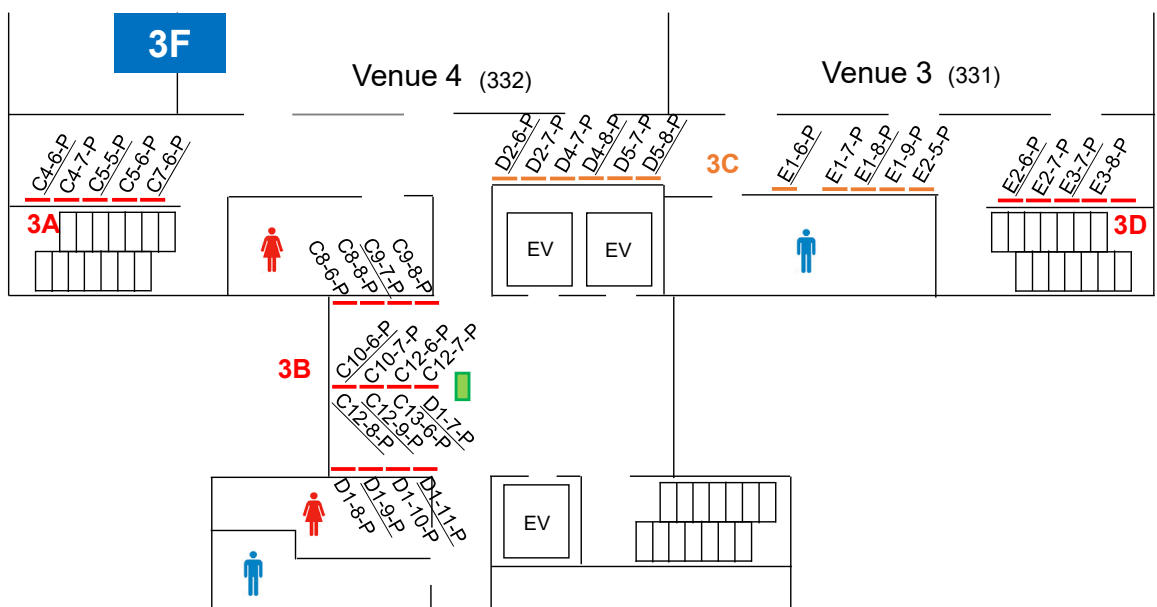 3F
Venue 4 (332)
Venue 3 (331)
C4-6-P
C4-7-P
C5-5-P
C5-6-P
C7-6-P
D2-6-P
D2-7-P
D4-7-P
D4-8-P
D5-7-P
D5-8-P
3C
E1-6-P
E1-7-P
E1-8-P
E1-9-P
E2-5-P
E2-6-P
E2-7-P
E3-7-P
E3-8-P
3A
3D
EV
EV
C8-6-P
C8-8-P
C9-7-P
C9-8-P
3B
C10-6-P
C10-7-P
C12-6-P
C12-7-P
C12-8-P
C12-9-P
C13-6-P
D1-7-P
D1-8-P
D1-9-P
D1-10-P
D1-11-P
EV